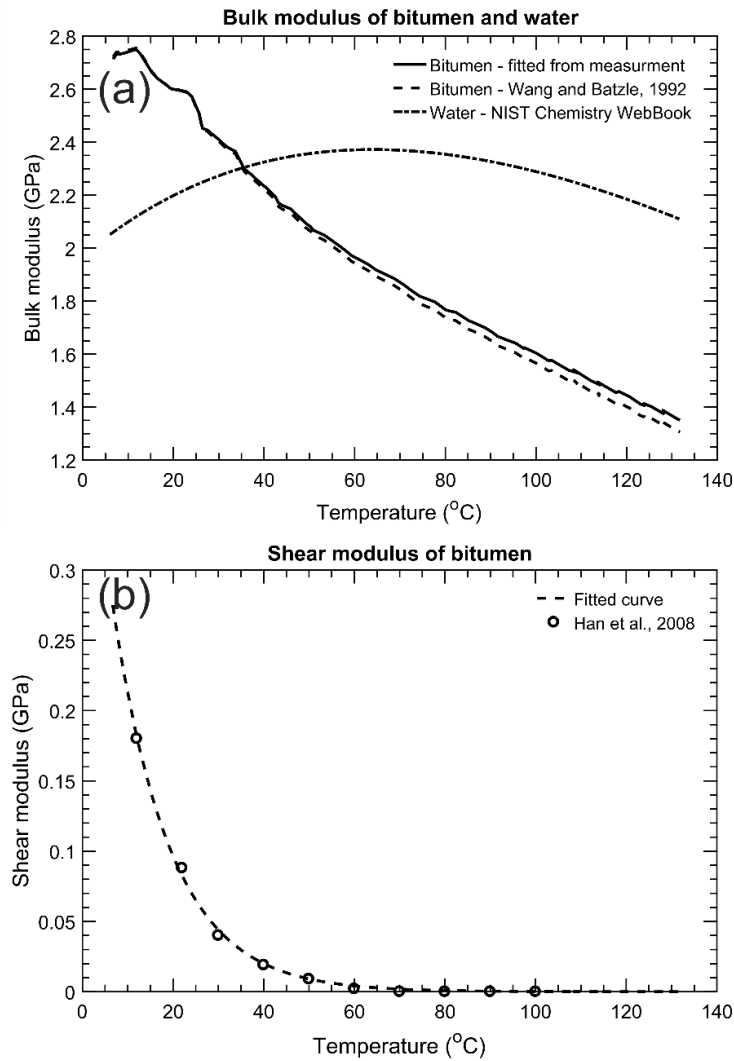 Bulk modulus of bitumen and water
2.8
2.6
2.4
2.2
2
1.8
1.6
1.4
1.2
Bulk modulus (GPa)
(a)
Bitumen - fitted from measurment
Bitumen - Wang and Batzle, 1992
Water - NIST Chemistry WebBook
0 20 40 60 80 100 120 140
Temperature (°C)
Shear modulus of bitumen
0.3
0.25
0.2
0.15
0.1
0.05
0
Shear modulus (GPa)
(b)
Fitted curve
Han et al., 2008
0 20 40 60 80 100 120 140
Temperature (°C)